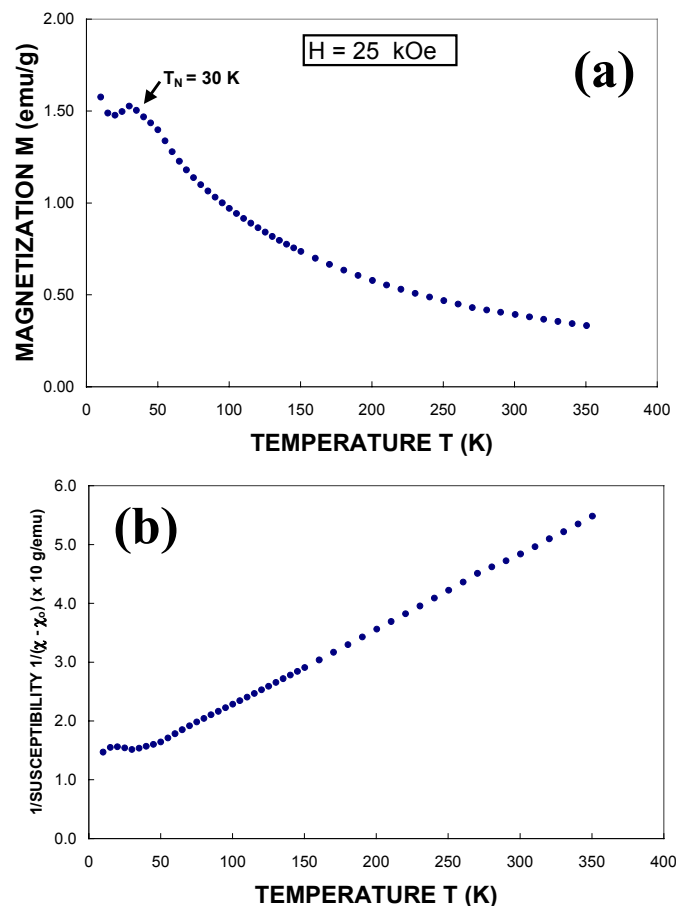 2.00
H = 25 kOe
(a)
T_N = 30 K
1.50
1.00
0.50
0.00
MAGNETIZATION M (emu/g)
0 50 100 150 200 250 300 350 400
TEMPERATURE T (K)
6.0
(b)
5.0
4.0
3.0
2.0
1.0
0.0
1/SUSCEPTIBILITY 1/(χ - χ₀) (x 10 g/emu)
0 50 100 150 200 250 300 350 400
TEMPERATURE T (K)